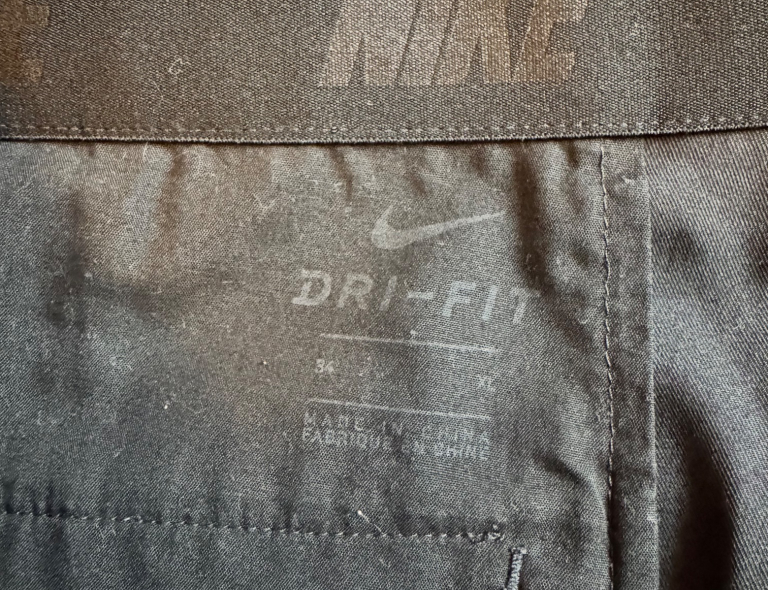 NIKE
DRI-FIT
34 XL
MADE IN CHINA
FABRIQUÉ EN CHINE